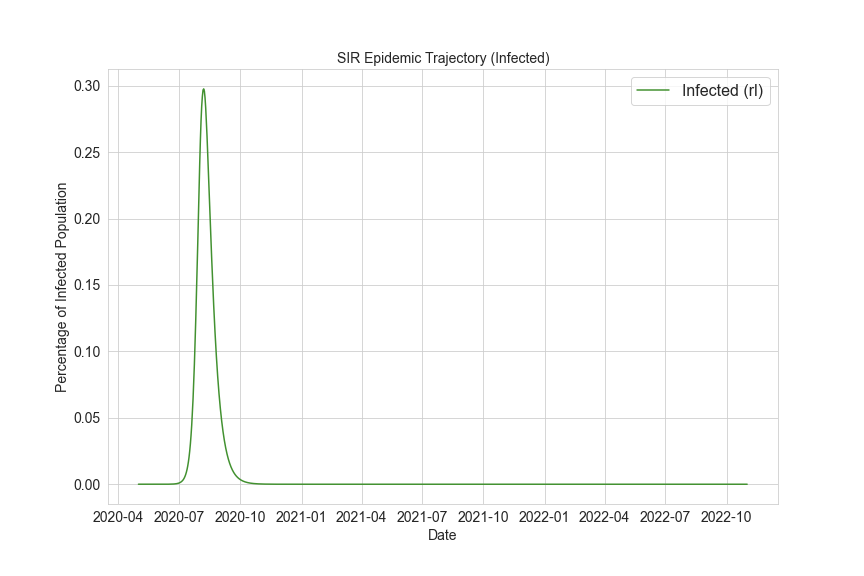 SIR Epidemic Trajectory (Infected)
Infected (rI)
Percentage of Infected Population
0.30
0.25
0.20
0.15
0.10
0.05
0.00
2020-04 2020-07 2020-10 2021-01 2021-04 2021-07 2021-10 2022-01 2022-04 2022-07 2022-10
Date